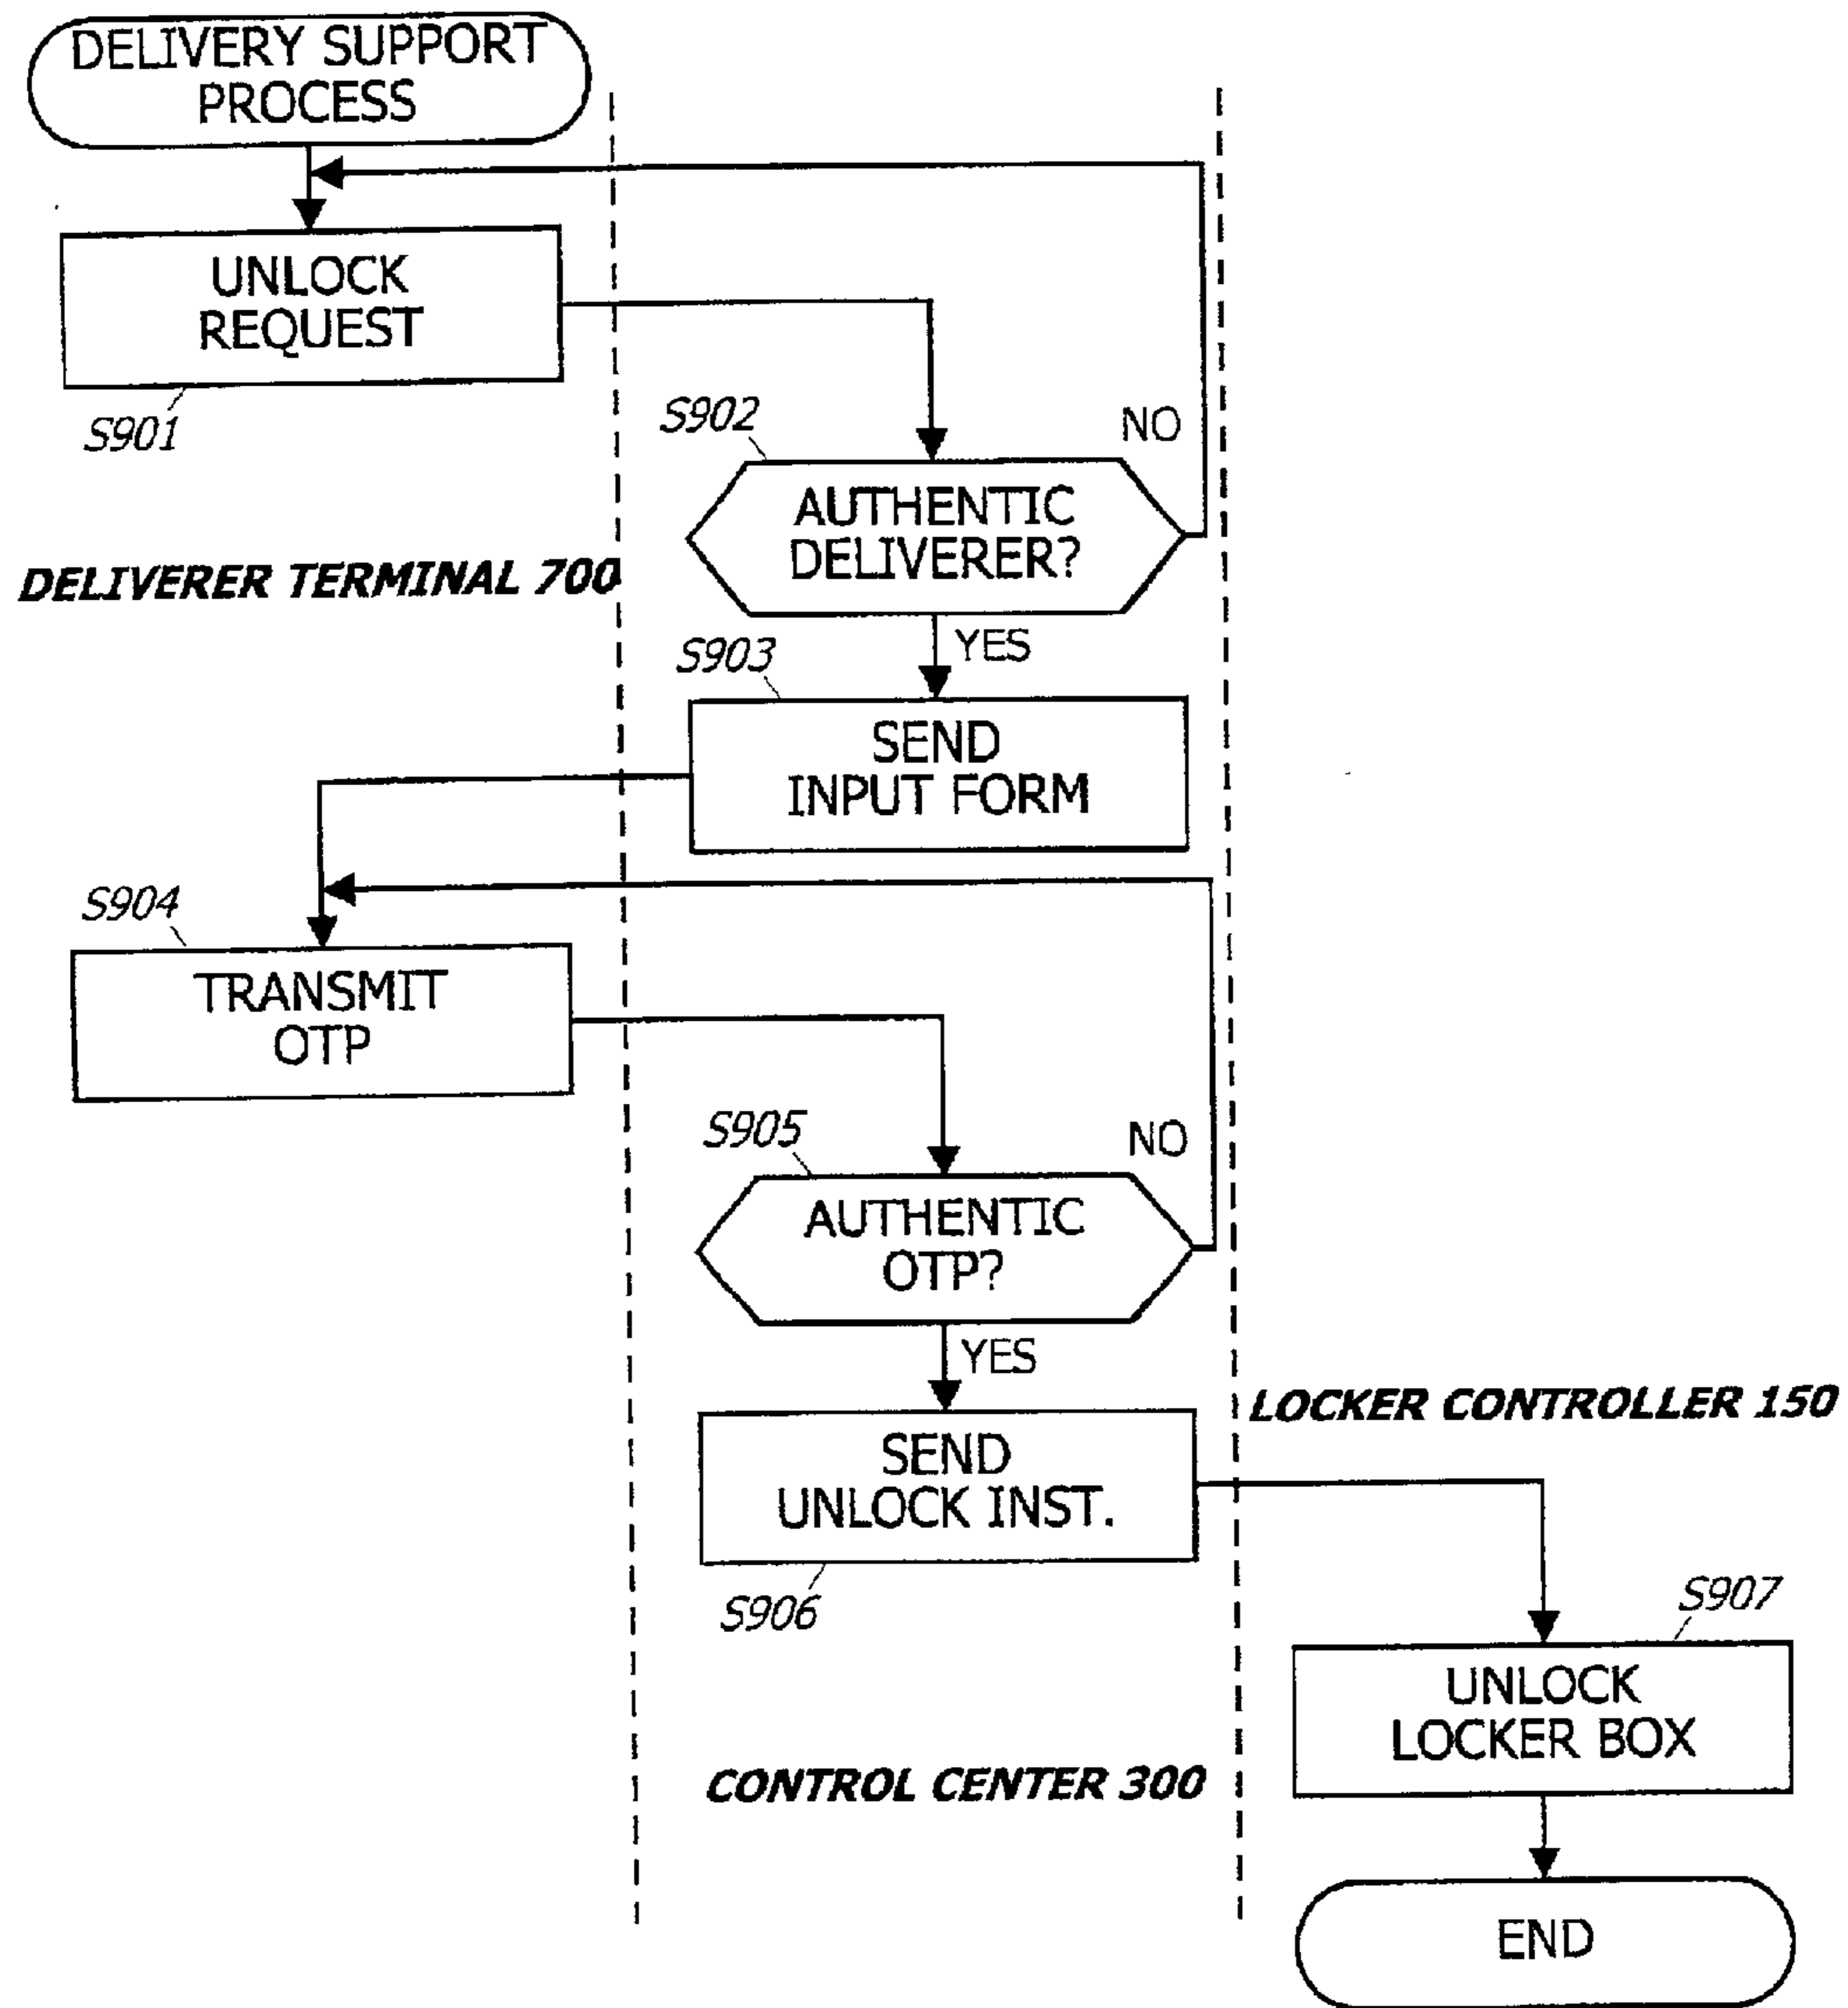 DELIVERY SUPPORT
PROCESS
UNLOCK
REQUEST
S901
S902
NO
AUTHENTIC
DELIVERER?
DELIVERER TERMINAL 700
YES
S903
SEND
INPUT FORM
S904
TRANSMIT
OTP
S905
NO
AUTHENTIC
OTP?
YES
LOCKER CONTROLLER 150
SEND
UNLOCK INST.
S906
S907
UNLOCK
LOCKER BOX
CONTROL CENTER 300
END